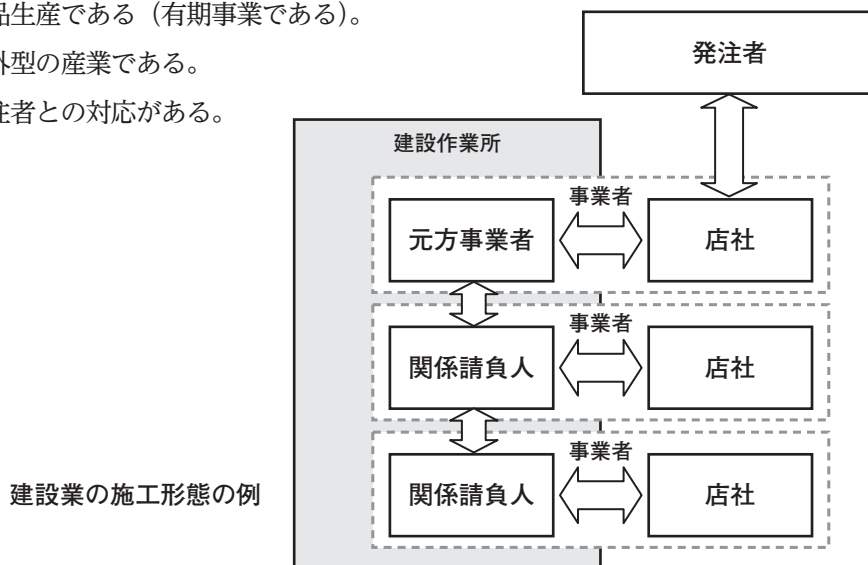 品生産である（有期事業である）。
外型の産業である。
注者との対応がある。
発注者
建設作業所
事業者
元方事業者
店社
事業者
関係請負人
店社
事業者
関係請負人
店社
建設業の施工形態の例